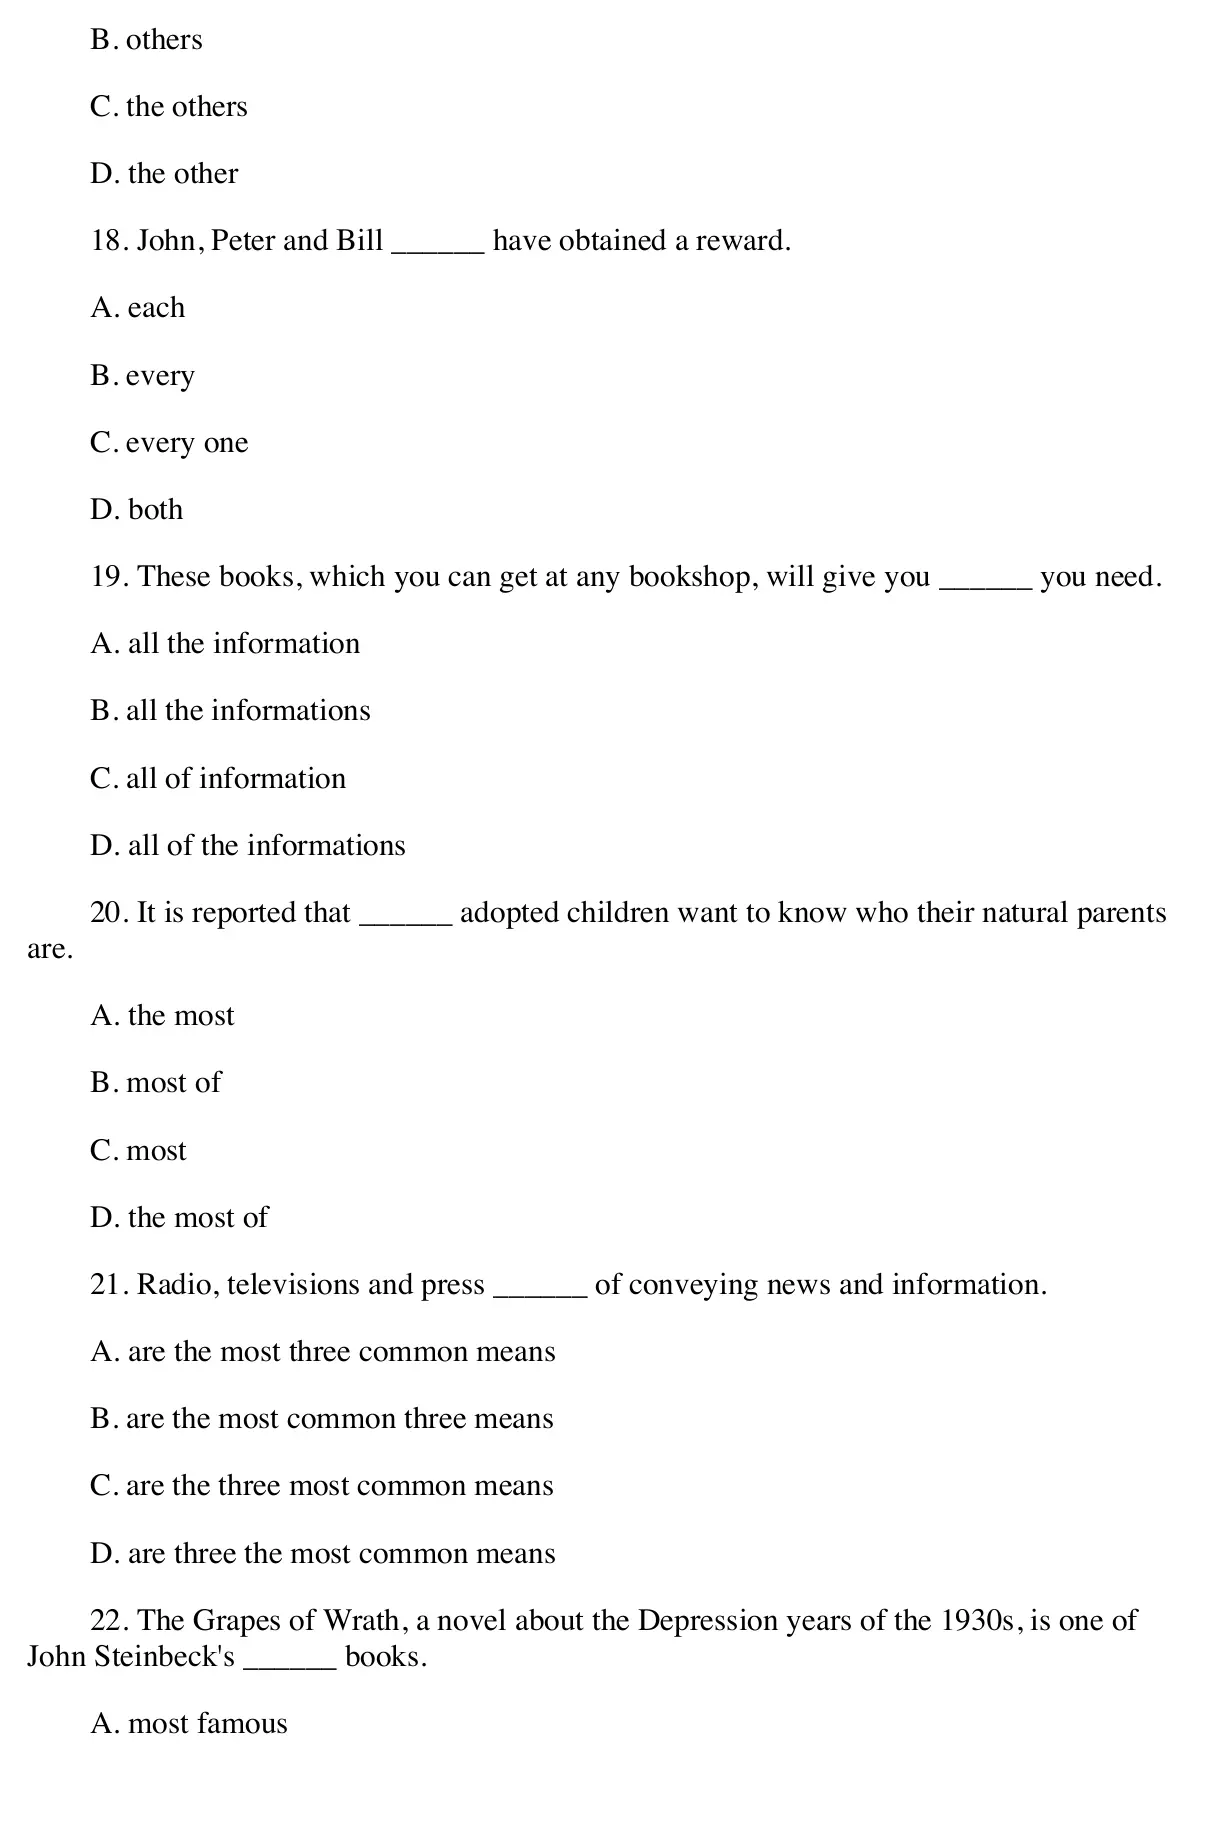 B. others
C. the others
D. the other
18. John, Peter and Bill ______ have obtained a reward.
A. each
B. every
C. every one
D. both
19. These books, which you can get at any bookshop, will give you ______ you need.
A. all the information
B. all the informations
C. all of information
D. all of the informations
20. It is reported that ______ adopted children want to know who their natural parents
are.
A. the most
B. most of
C. most
D. the most of
21. Radio, televisions and press ______ of conveying news and information.
A. are the most three common means
B. are the most common three means
C. are the three most common means
D. are three the most common means
22. The Grapes of Wrath, a novel about the Depression years of the 1930s, is one of
John Steinbeck's ______ books.
A. most famous